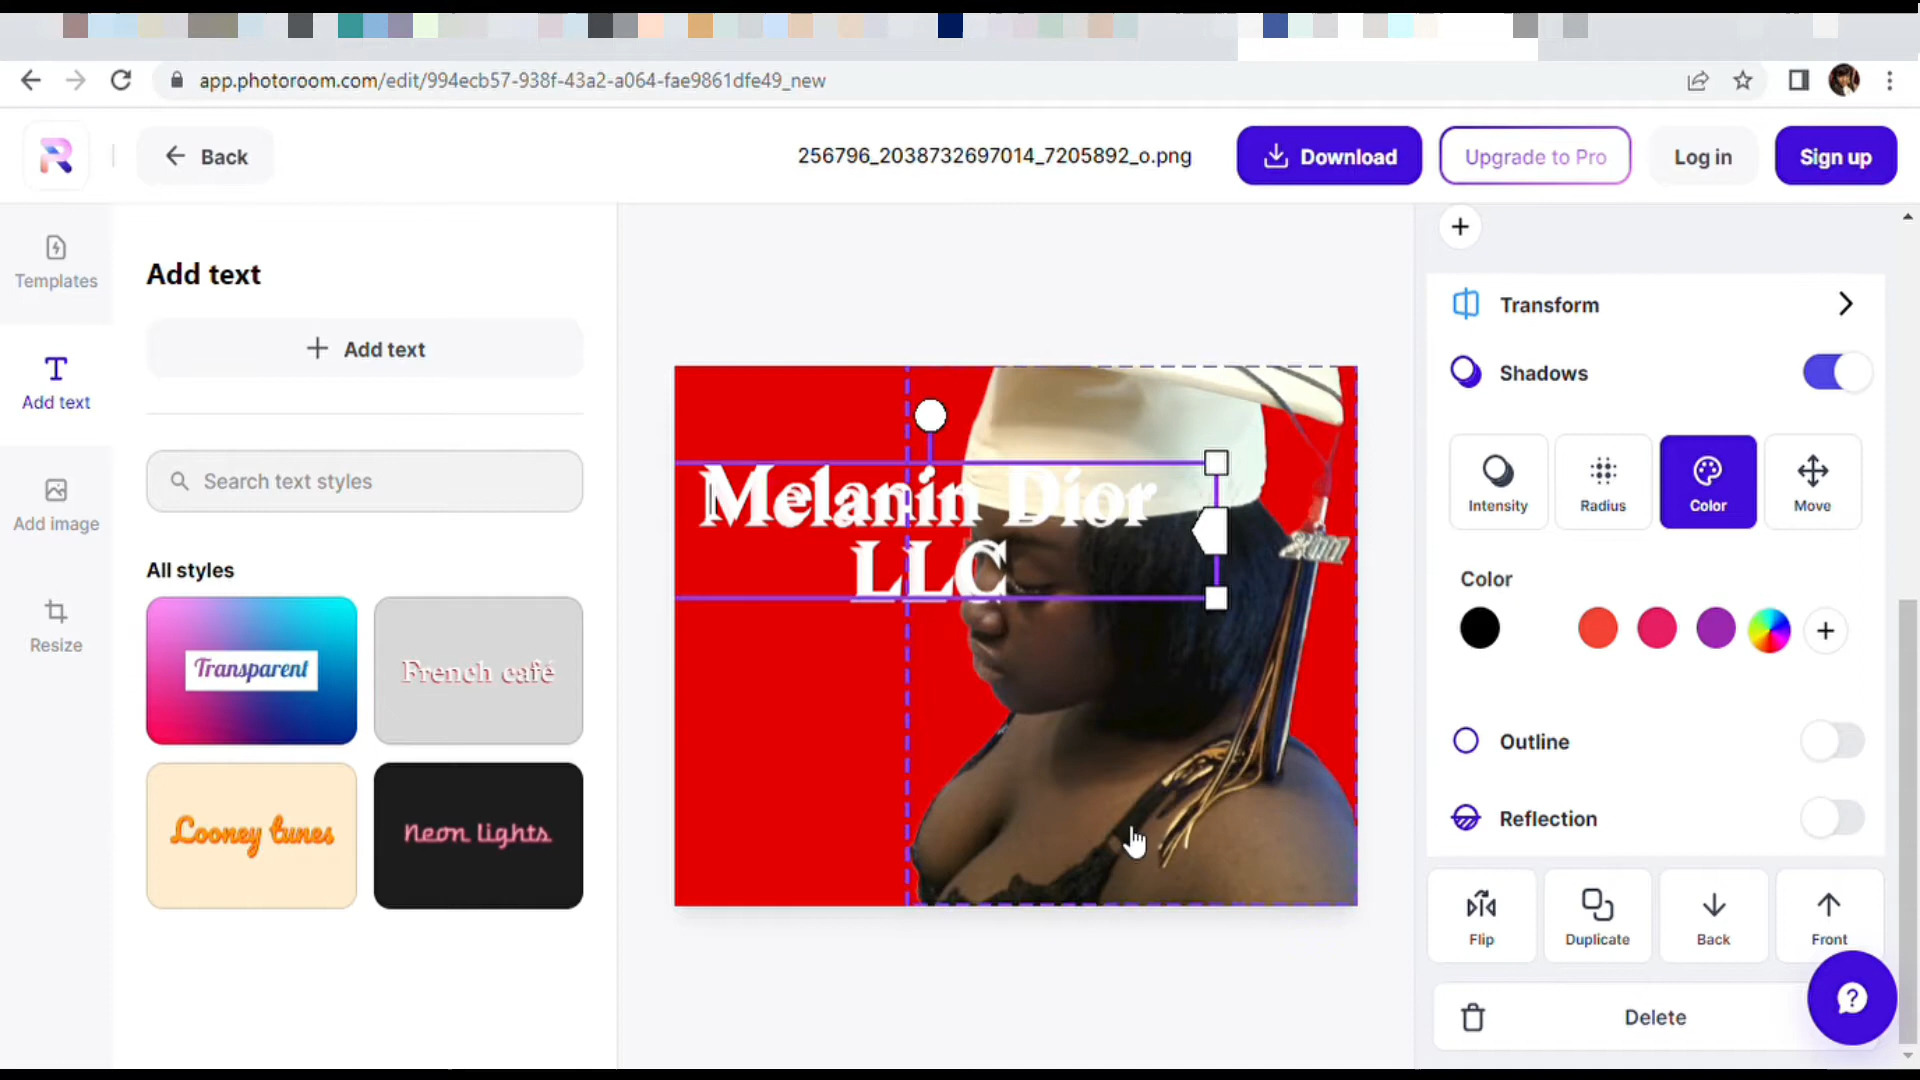 app.photoroom.com/edit/994ecb57-938f-43a2-a064-fae9861dfe49_new
Back
256796_2038732697014_7205892_o.png
Download
Upgrade to Pro
Log in
Sign up
Templates
Add text
Add image
Resize
Add text
+ Add text
Search text styles
All styles
Transparent
French café
Looney tunes
Neon lights
Melanin Dior
LLC
Transform
Shadows
Intensity
Radius
Color
Move
Color
Outline
Reflection
Flip
Duplicate
Back
Front
Delete